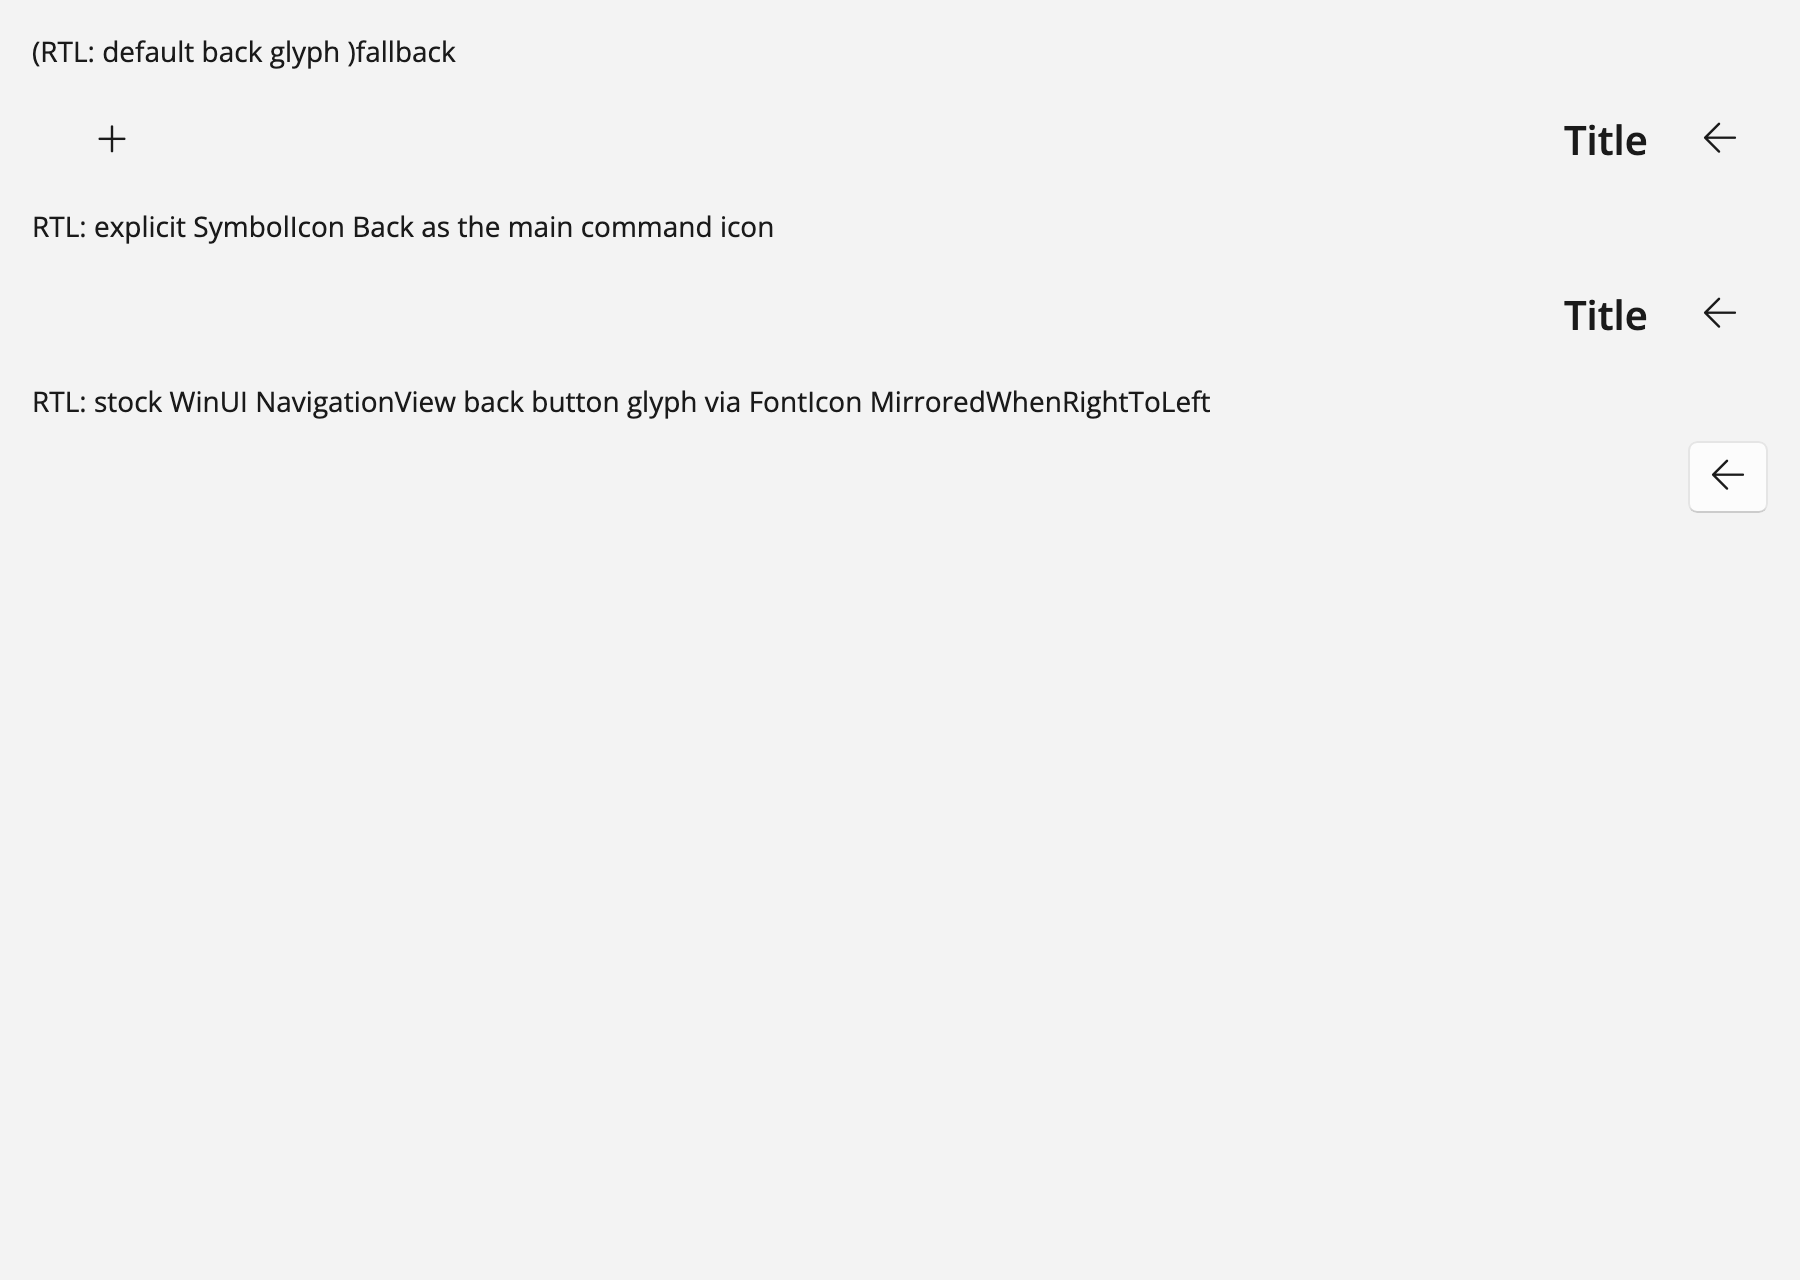 (RTL: default back glyph )fallback
Title
RTL: explicit SymbolIcon Back as the main command icon
Title
RTL: stock WinUI NavigationView back button glyph via FontIcon MirroredWhenRightToLeft